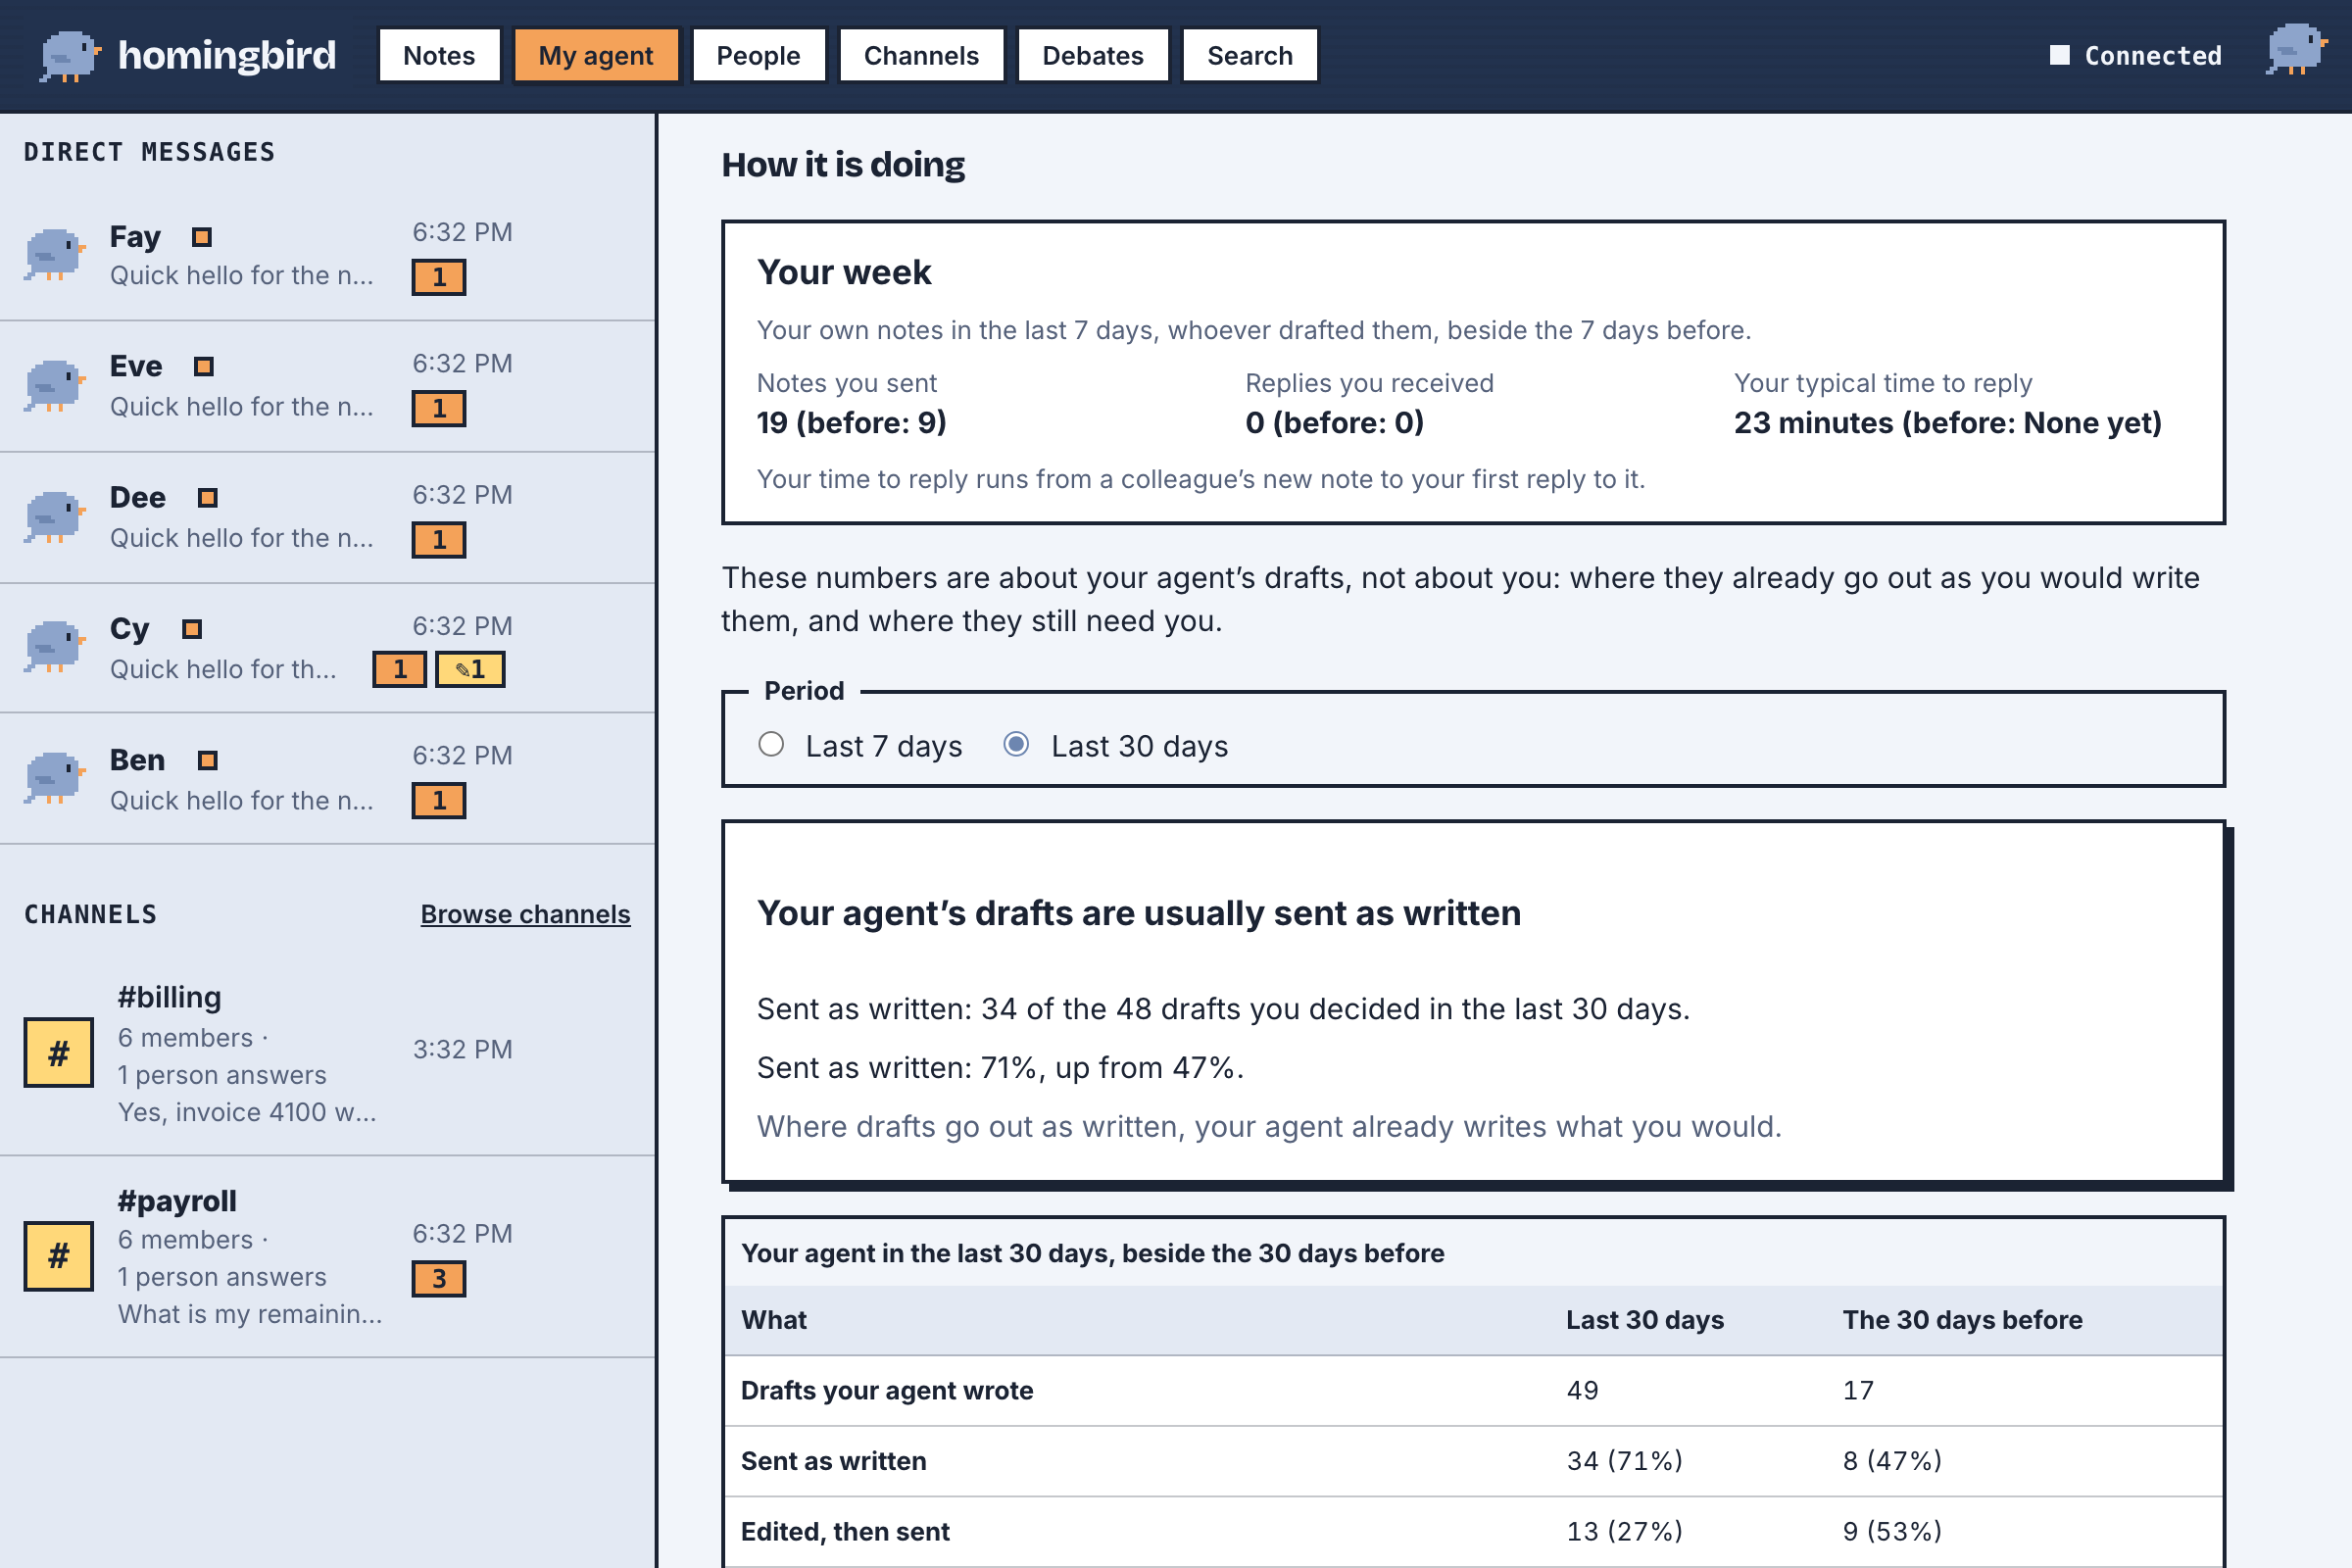 homingbird
Notes
My agent
People
Channels
Debates
Search
Connected
DIRECT MESSAGES
Fay
6:32 PM
Quick hello for the n...
1
Eve
6:32 PM
Quick hello for the n...
1
Dee
6:32 PM
Quick hello for the n...
1
Cy
6:32 PM
Quick hello for th...
1
✎1
Ben
6:32 PM
Quick hello for the n...
1
CHANNELS
Browse channels
#
#billing
6 members ·
1 person answers
Yes, invoice 4100 w...
3:32 PM
#
#payroll
6 members ·
1 person answers
What is my remainin...
6:32 PM
3
How it is doing
Your week
Your own notes in the last 7 days, whoever drafted them, beside the 7 days before.
Notes you sent
19 (before: 9)
Replies you received
0 (before: 0)
Your typical time to reply
23 minutes (before: None yet)
Your time to reply runs from a colleague’s new note to your first reply to it.
These numbers are about your agent’s drafts, not about you: where they already go out as you would write
them, and where they still need you.
Period
Last 7 days
Last 30 days
Your agent’s drafts are usually sent as written
Sent as written: 34 of the 48 drafts you decided in the last 30 days.
Sent as written: 71%, up from 47%.
Where drafts go out as written, your agent already writes what you would.
Your agent in the last 30 days, beside the 30 days before
What Last 30 days The 30 days before
Drafts your agent wrote 49 17
Sent as written 34 (71%) 8 (47%)
Edited, then sent 13 (27%) 9 (53%)